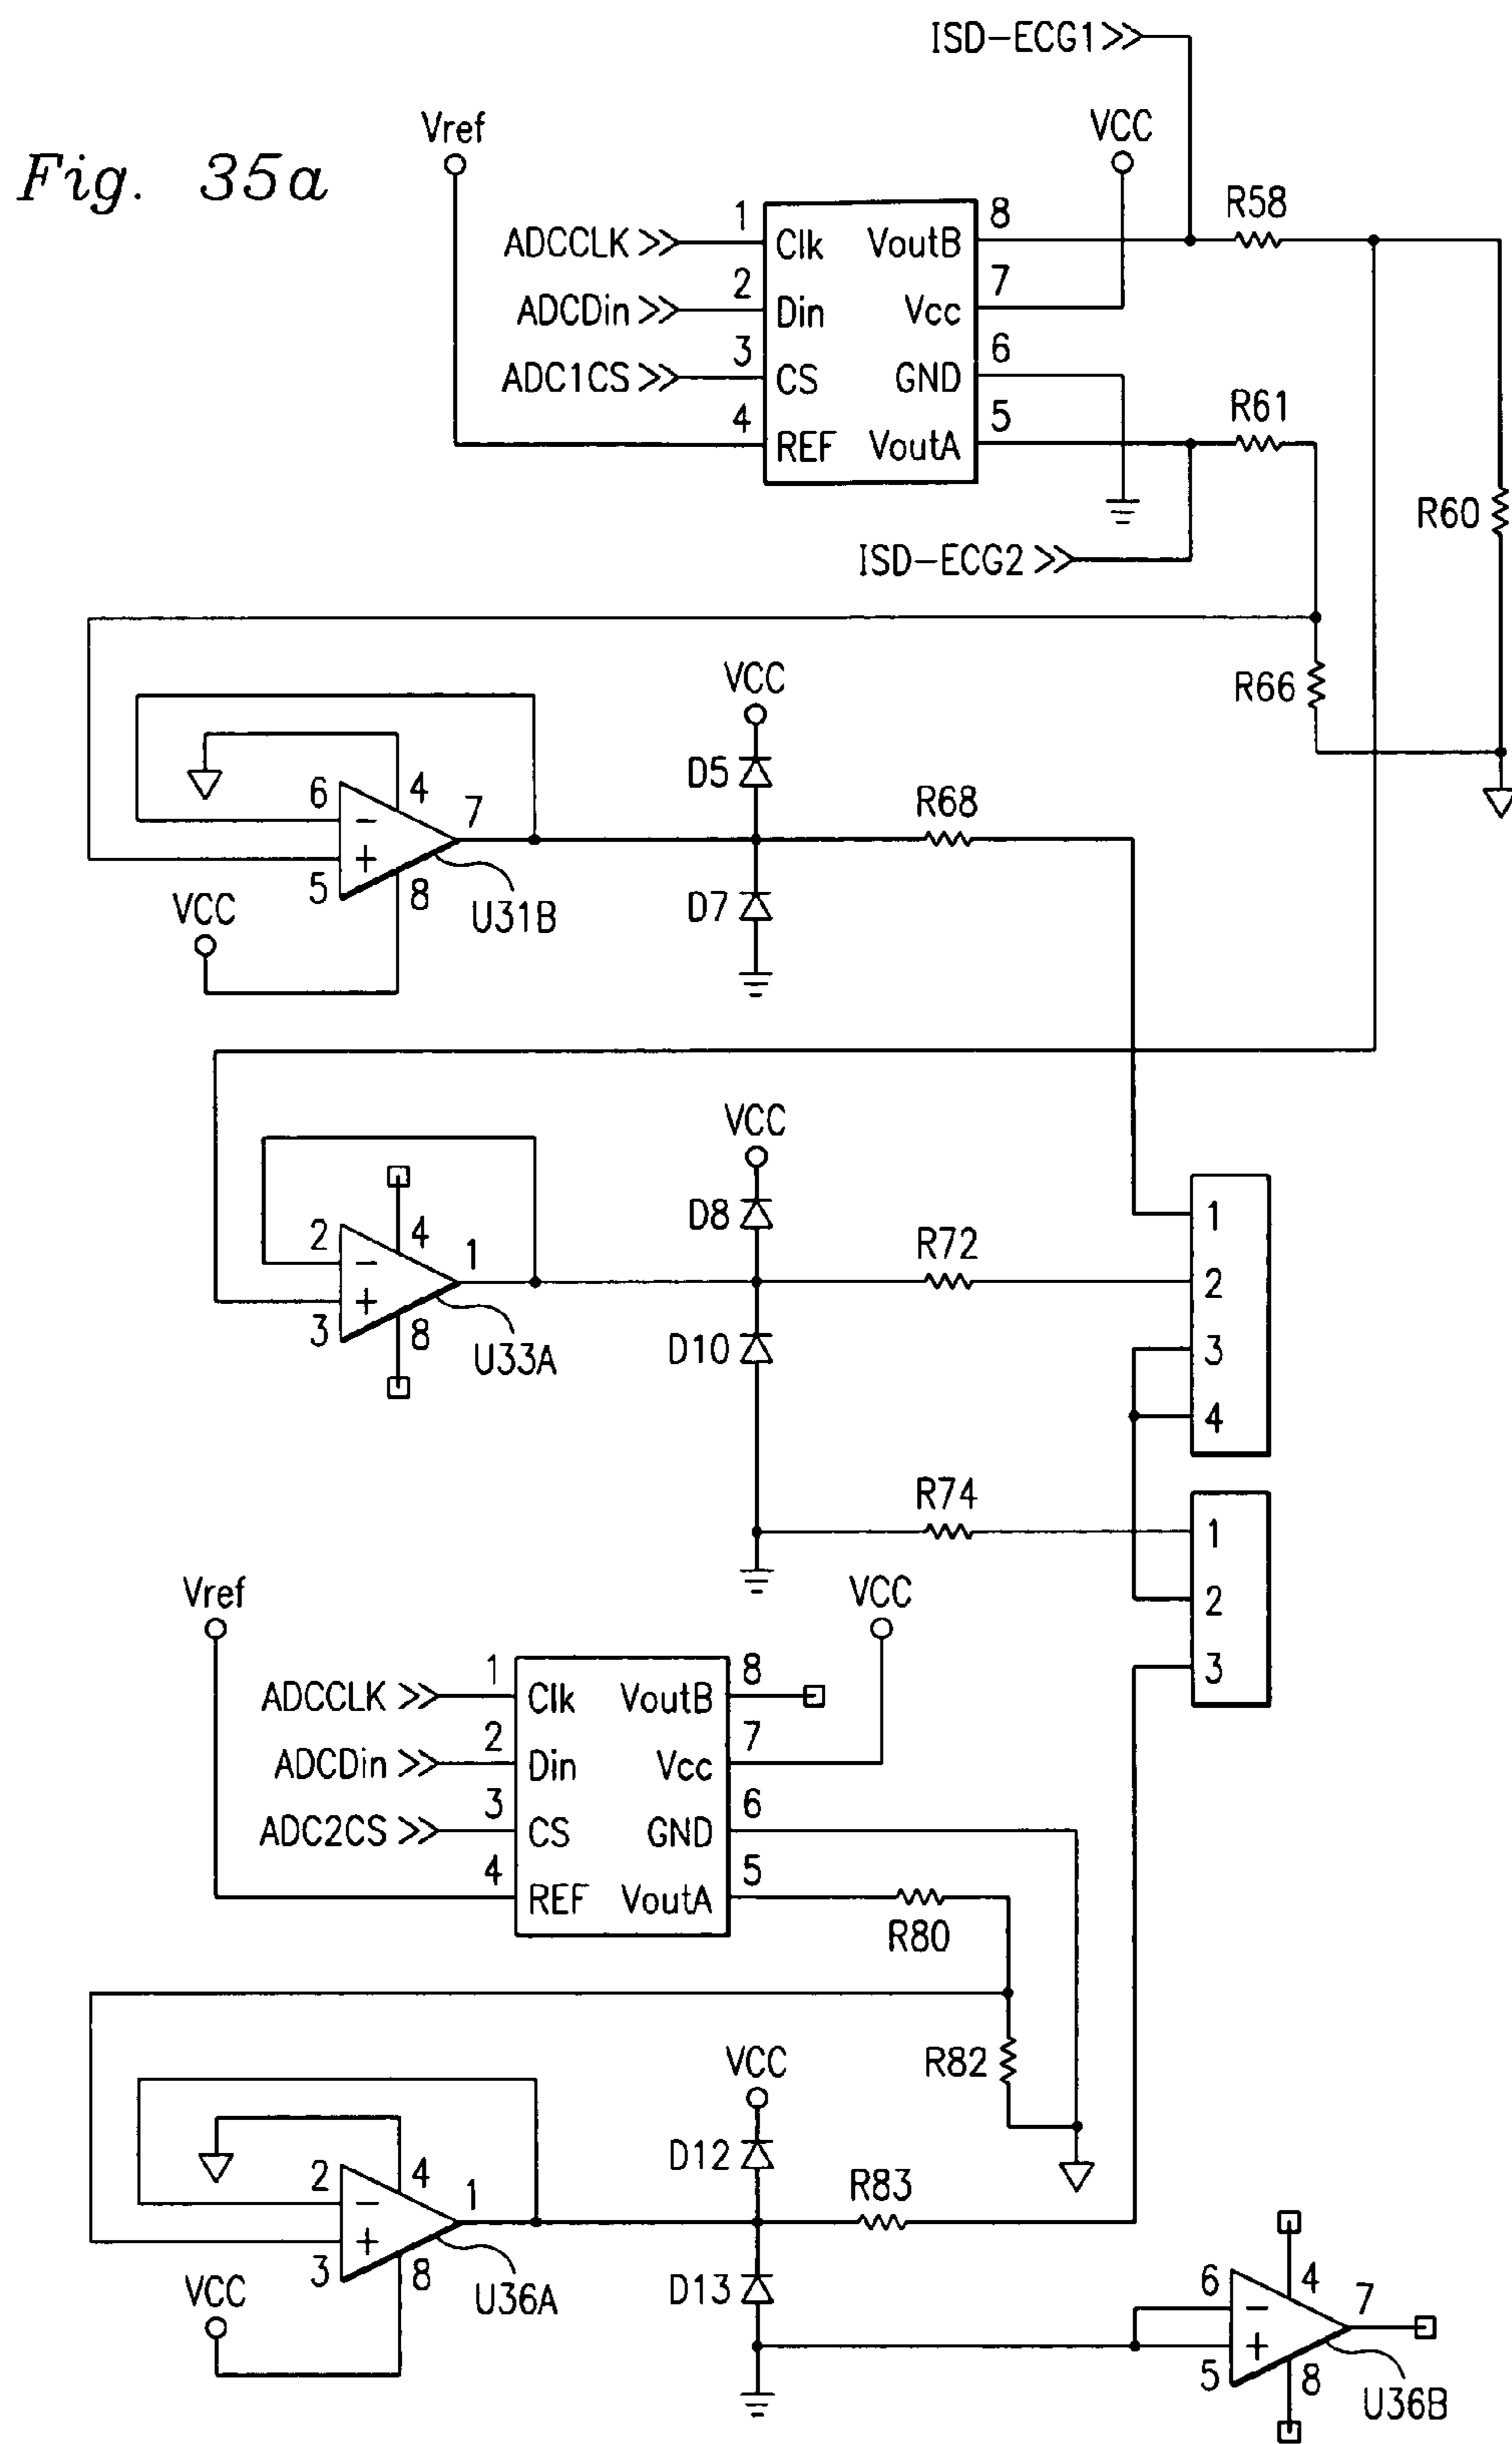 Fig. 35a
ISD-ECG1
Vref
VCC
ADCCLK
1
Clk
VoutB
8
R58
ADCDin
2
Din
Vcc
7
ADC1CS
3
CS
GND
6
4
REF
VoutA
5
R61
R60
ISD-ECG2
R66
VCC
D5
R68
6
4
7
-
+
5
8
U31B
VCC
D7
VCC
D8
R72
2
4
1
-
+
3
8
U33A
D10
1
2
3
4
R74
1
2
3
Vref
VCC
ADCCLK
1
Clk
VoutB
8
ADCDin
2
Din
Vcc
7
ADC2CS
3
CS
GND
6
4
REF
VoutA
5
R80
R82
VCC
D12
R83
2
4
1
-
+
3
8
U36A
VCC
D13
6
4
7
-
+
5
8
U36B